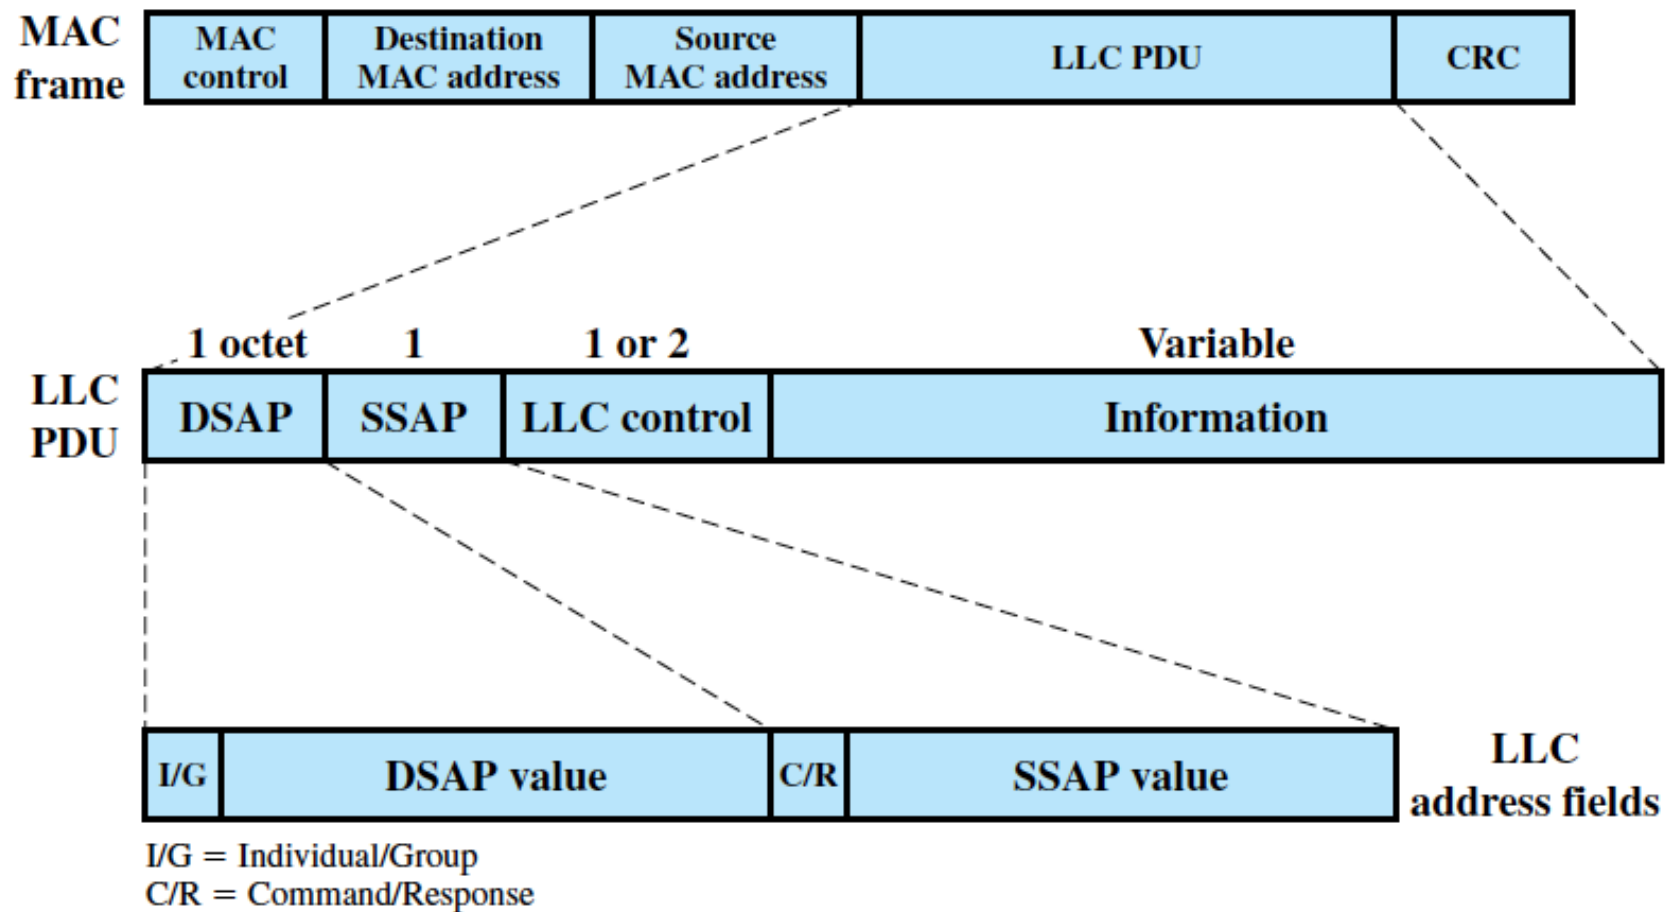 MAC
frame
MAC
control
Destination
MAC address
Source
MAC address
LLC PDU
CRC
1 octet
1
1 or 2
Variable
LLC
PDU
DSAP
SSAP
LLC control
Information
I/G
DSAP value
C/R
SSAP value
LLC
address fields
I/G = Individual/Group
C/R = Command/Response